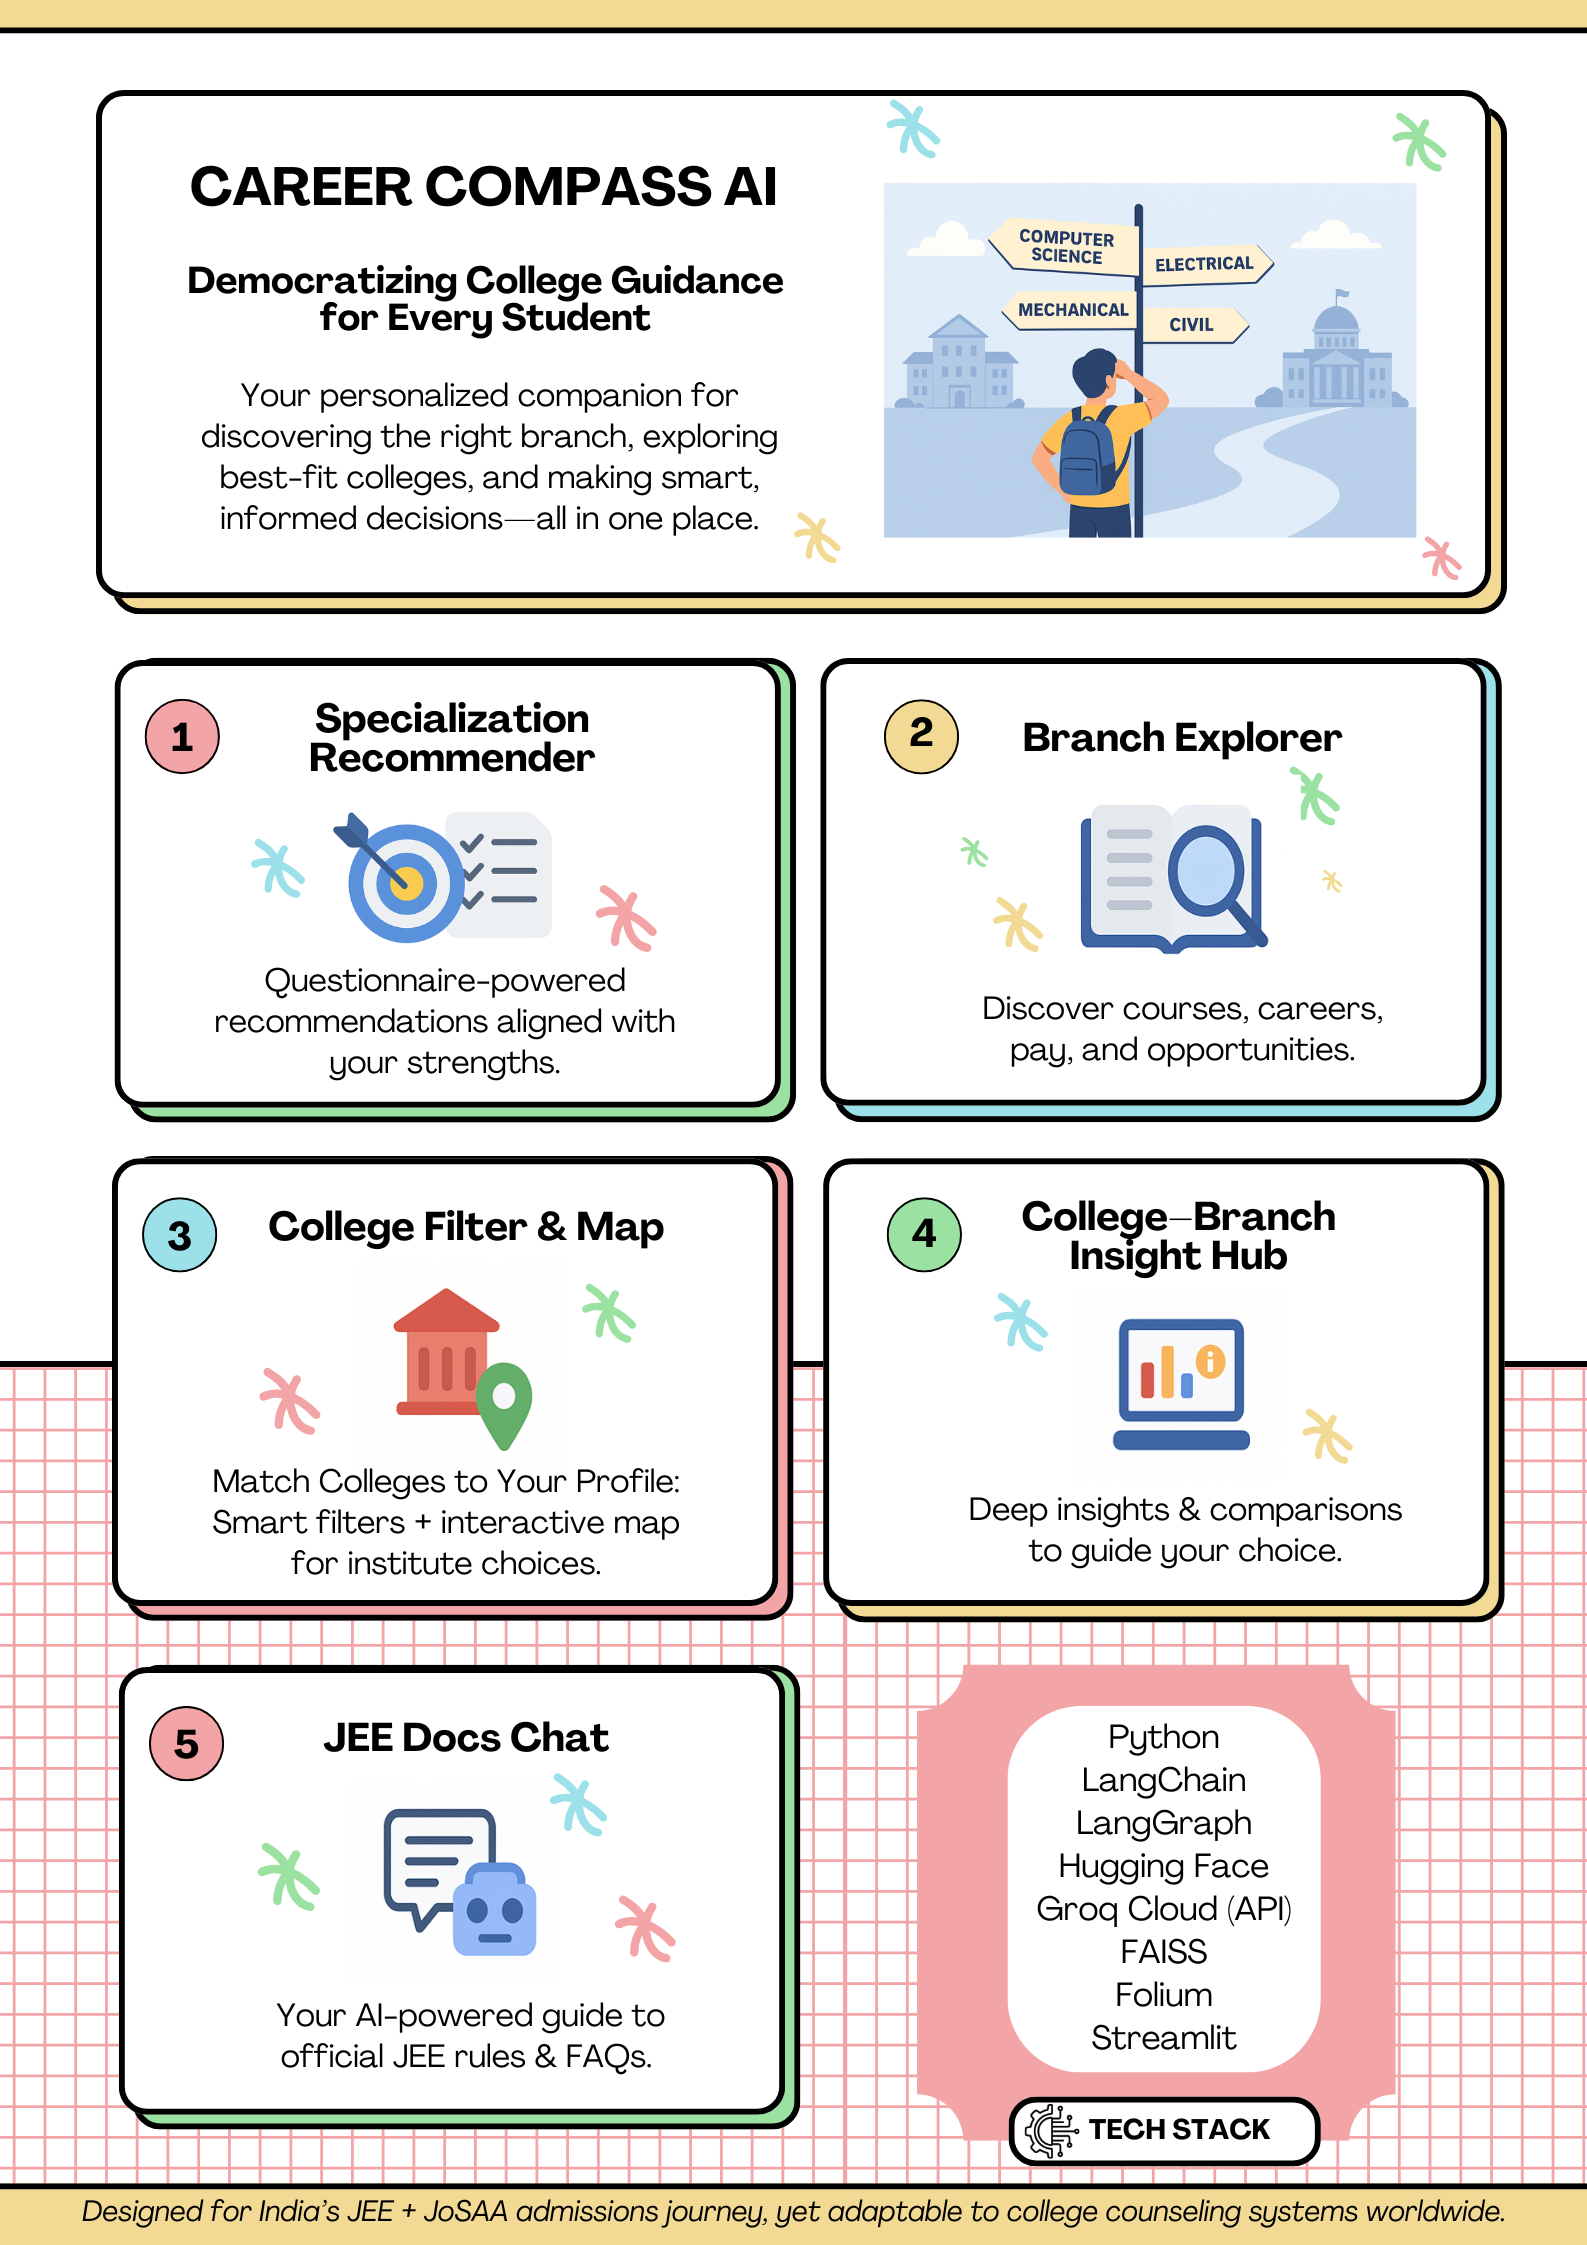 CAREER COMPASS AI
Democratizing College Guidance
for Every Student
Your personalized companion for
discovering the right branch, exploring
best-fit colleges, and making smart,
informed decisions—all in one place.
COMPUTER
SCIENCE
ELECTRICAL
MECHANICAL
CIVIL
1
Specialization
Recommender
Questionnaire-powered
recommendations aligned with
your strengths.
2
Branch Explorer
Discover courses, careers,
pay, and opportunities.
3
College Filter & Map
Match Colleges to Your Profile:
Smart filters + interactive map
for institute choices.
4
College–Branch
Insight Hub
i
Deep insights & comparisons
to guide your choice.
5
JEE Docs Chat
Your AI-powered guide to
official JEE rules & FAQs.
Python
LangChain
LangGraph
Hugging Face
Groq Cloud (API)
FAISS
Folium
Streamlit
TECH STACK
Designed for India's JEE + JoSAA admissions journey, yet adaptable to college counseling systems worldwide.